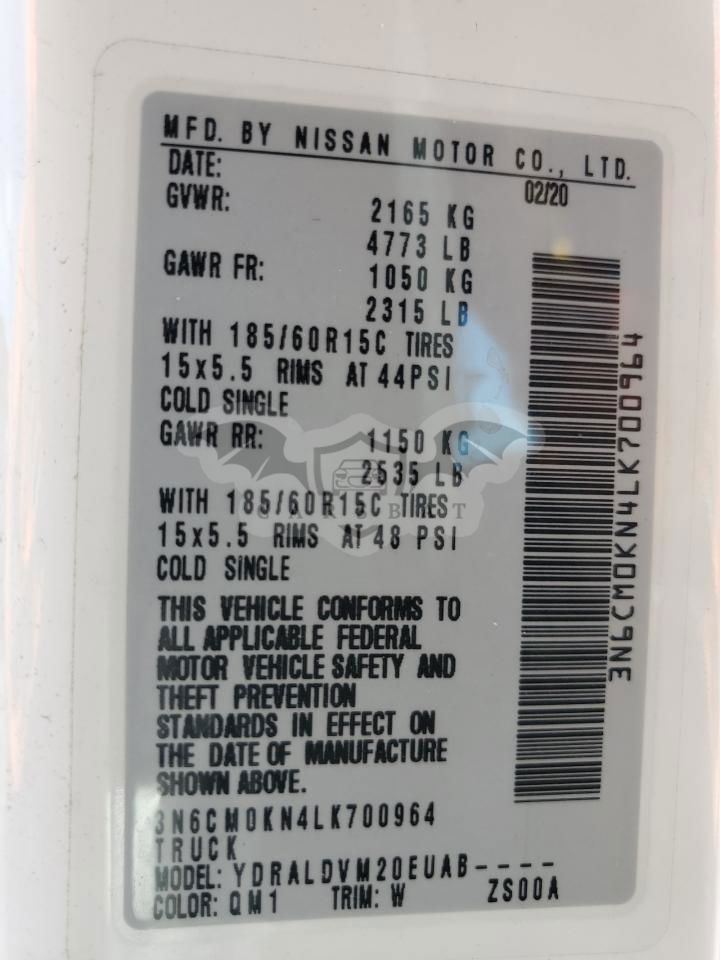 MFD. BY NISSAN MOTOR CO., LTD.
DATE: 02/20
GVWR: 2165 KG
4773 LB
GAWR FR: 1050 KG
2315 LB
WITH 185/60R15C TIRES
15x5.5 RIMS AT 44PSI
COLD SINGLE
GAWR RR: 1150 KG
2535 LB
WITH 185/60R15C TIRES
15x5.5 RIMS AT 48 PSI
COLD SINGLE
THIS VEHICLE CONFORMS TO
ALL APPLICABLE FEDERAL
MOTOR VEHICLE SAFETY AND
THEFT PREVENTION
STANDARDS IN EFFECT ON
THE DATE OF MANUFACTURE
SHOWN ABOVE.
3N6CM0KN4LK700964
TRUCK
MODEL: YDRALDVM20EUAB----
COLOR: QM1 TRIM: W ZS00A
3N6CM0KN4LK700964